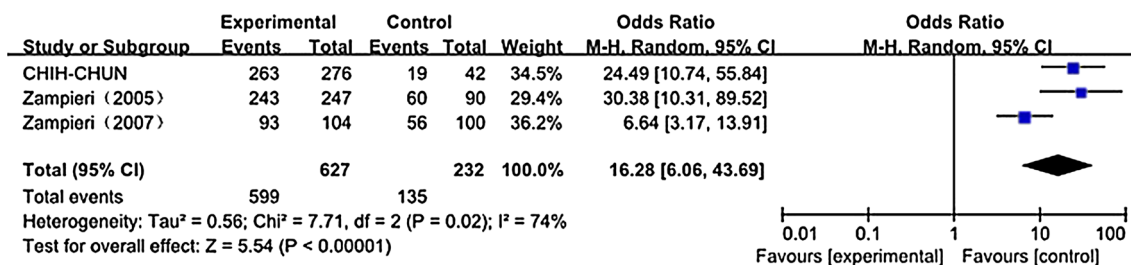 Experimental Control Odds Ratio Odds Ratio
Study or Subgroup Events Total Events Total Weight M-H, Random, 95% CI M-H, Random, 95% CI
CHIH-CHUN 263 276 19 42 34.5% 24.49 [10.74, 55.84]
Zampieri（2005） 243 247 60 90 29.4% 30.38 [10.31, 89.52]
Zampieri（2007） 93 104 56 100 36.2% 6.64 [3.17, 13.91]
Total (95% CI) 627 232 100.0% 16.28 [6.06, 43.69]
Total events 599 135
Heterogeneity: Tau² = 0.56; Chi² = 7.71, df = 2 (P = 0.02); I² = 74%
Test for overall effect: Z = 5.54 (P < 0.00001)
0.01 0.1 1 10 100
Favours [experimental] Favours [control]